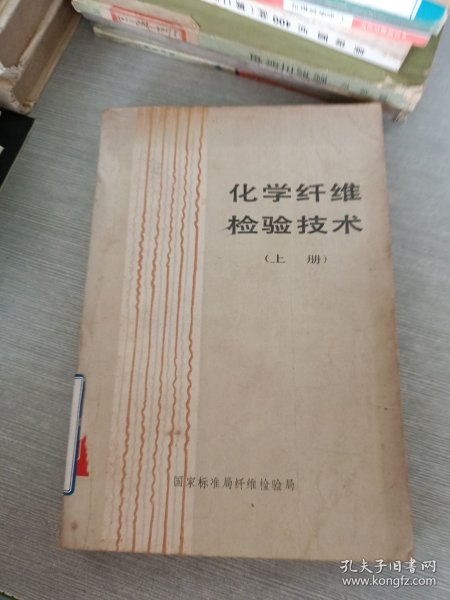 化学纤维
检验技术
（上 册）
国家标准局纤维检验局
孔夫子旧书网
www.kongfz.com